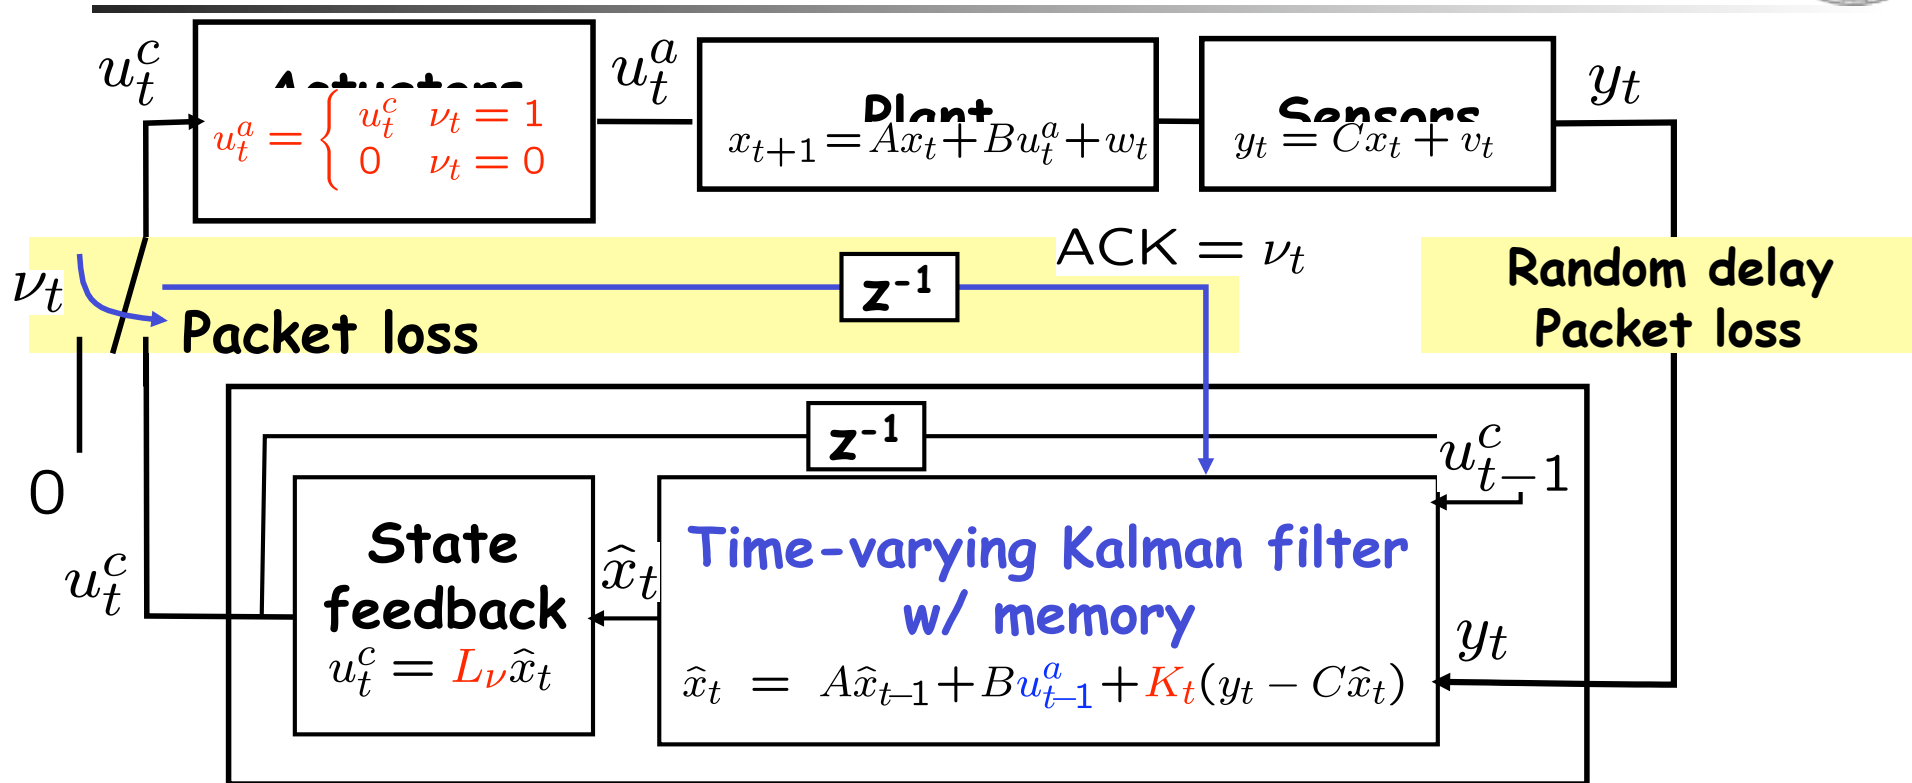 u_t^c
Actuators
u_t^a = { u_t^c ν_t = 1
0 ν_t = 0
u_t^a
Plant
x_{t+1} = Ax_t + Bu_t^a + w_t
Sensors
y_t = Cx_t + v_t
y_t
ν_t
Packet loss
z^{-1}
ACK = ν_t
Random delay
Packet loss
0
z^{-1}
u_{t-1}^c
u_t^c
State
feedback
u_t^c = L_ν x̂_t
x̂_t
Time-varying Kalman filter
w/ memory
x̂_t = Ax̂_{t-1} + Bu_{t-1}^a + K_t(y_t − Cx̂_t)
y_t